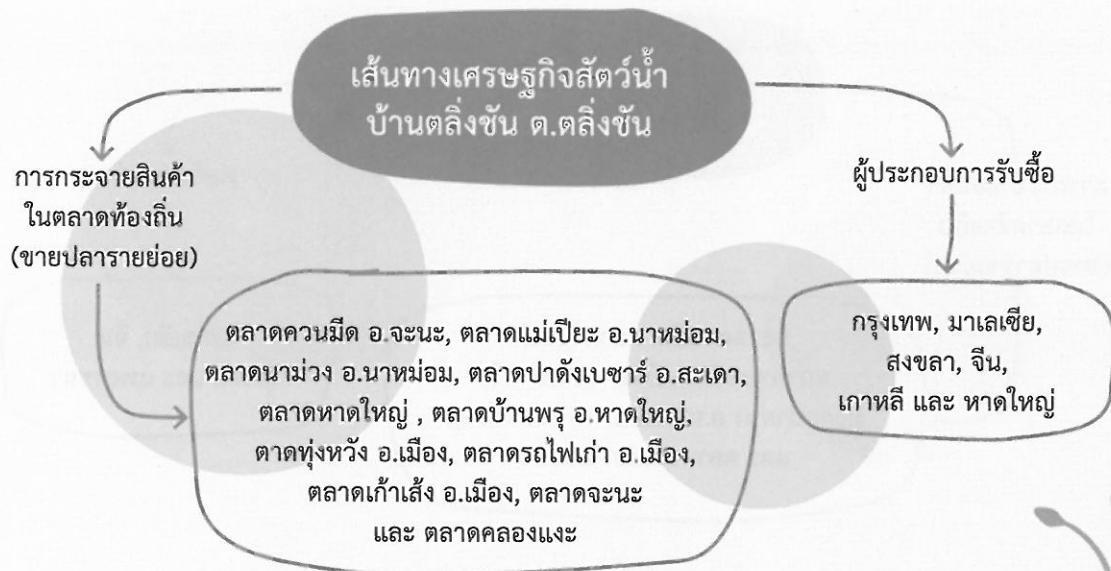 เส้นทางเศรษฐกิจสัตว์น้ำ
บ้านตลิ่งชัน ต.ตลิ่งชัน
การกระจายสินค้า
ในตลาดท้องถิ่น
(ขายปลารายย่อย)
ตลาดควนมีด อ.จะนะ, ตลาดแม่เปียะ อ.นาหม่อม,
ตลาดนาม่วง อ.นาหม่อม, ตลาดปาดังเบซาร์ อ.สะเดา,
ตลาดหาดใหญ่ , ตลาดบ้านพรุ อ.หาดใหญ่,
ตาดทุ่งหวัง อ.เมือง, ตลาดรถไฟเก่า อ.เมือง,
ตลาดเก้าเส้ง อ.เมือง, ตลาดจะนะ
และ ตลาดคลองแงะ
ผู้ประกอบการรับซื้อ
กรุงเทพ, มาเลเซีย,
สงขลา, จีน,
เกาหลี และ หาดใหญ่